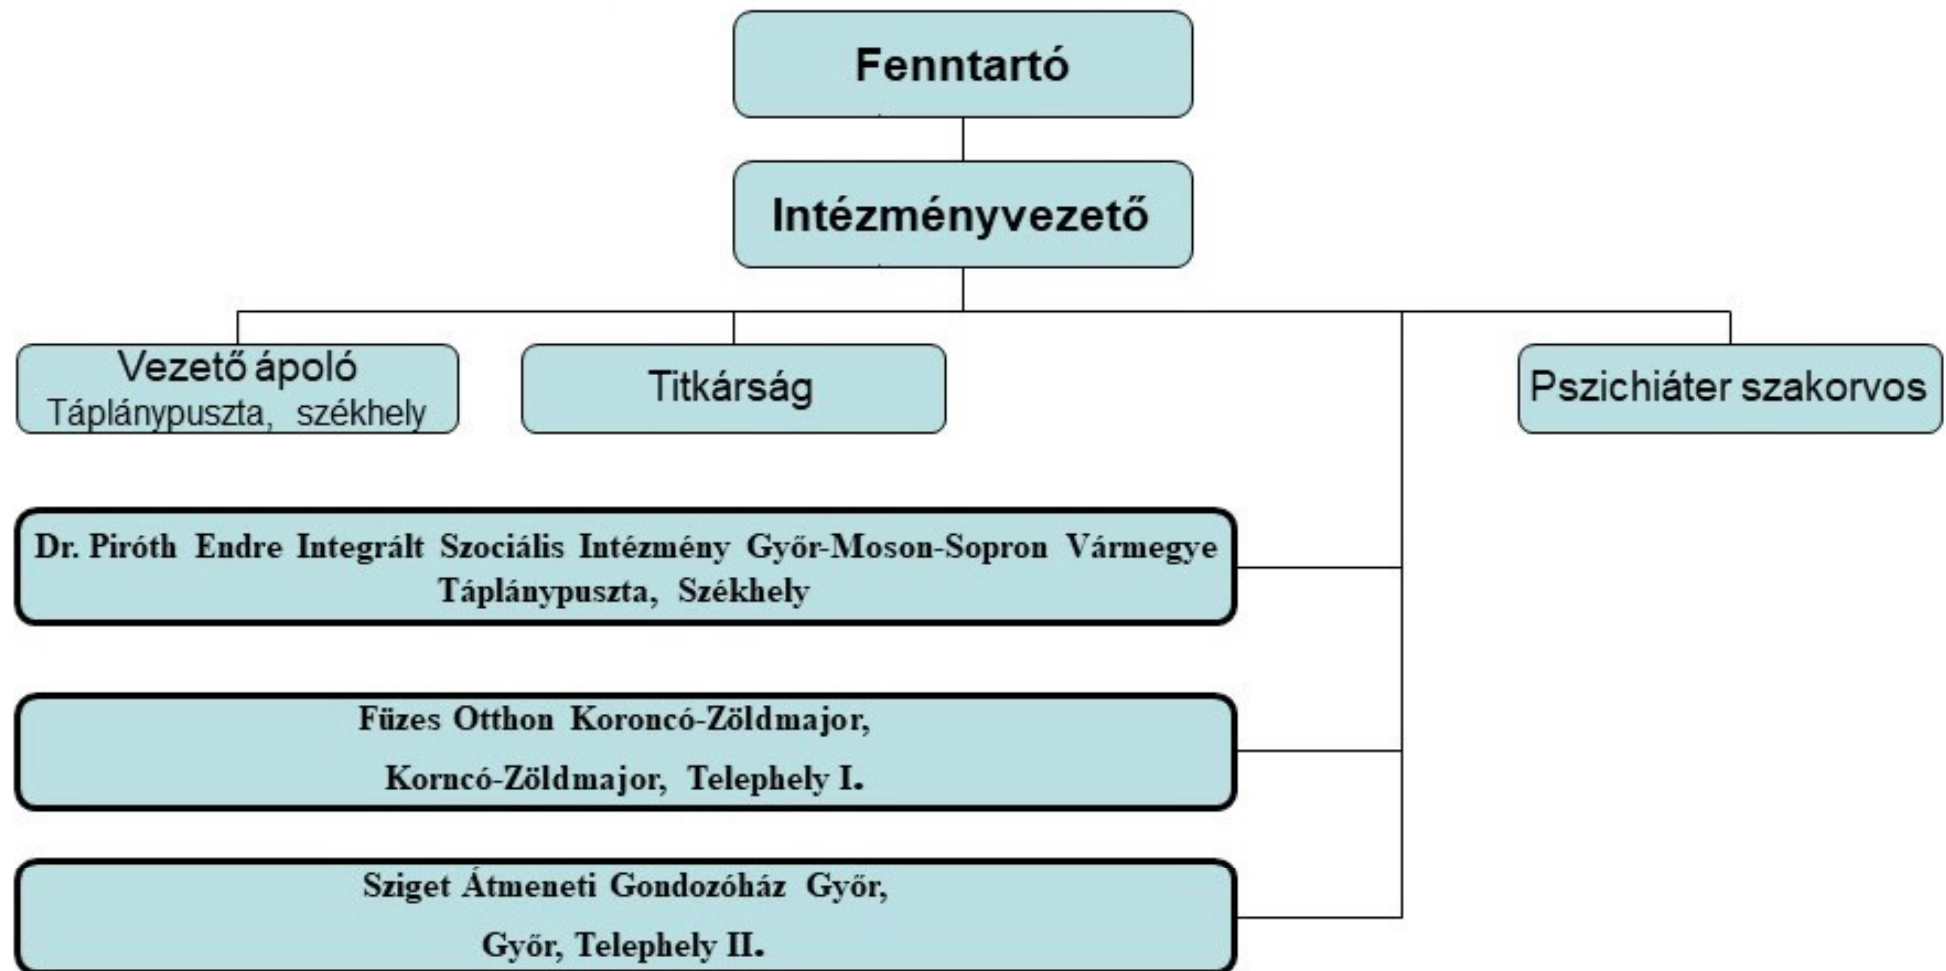 Fenntartó
Intézményvezető
Vezető ápoló
Táplánypuszta, székhely
Titkárság
Pszichiáter szakorvos
Dr. Piróth Endre Integrált Szociális Intézmény Győr-Moson-Sopron Vármegye
Táplánypuszta, Székhely
Füzes Otthon Koroncó-Zöldmajor,
Korncó-Zöldmajor, Telephely I.
Sziget Átmeneti Gondozóház Győr,
Győr, Telephely II.